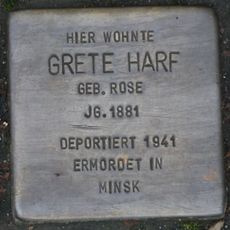 HIER WOHNTE
GRETE HARF
GEB. ROSE
JG. 1881
DEPORTIERT 1941
ERMORDET IN
MINSK